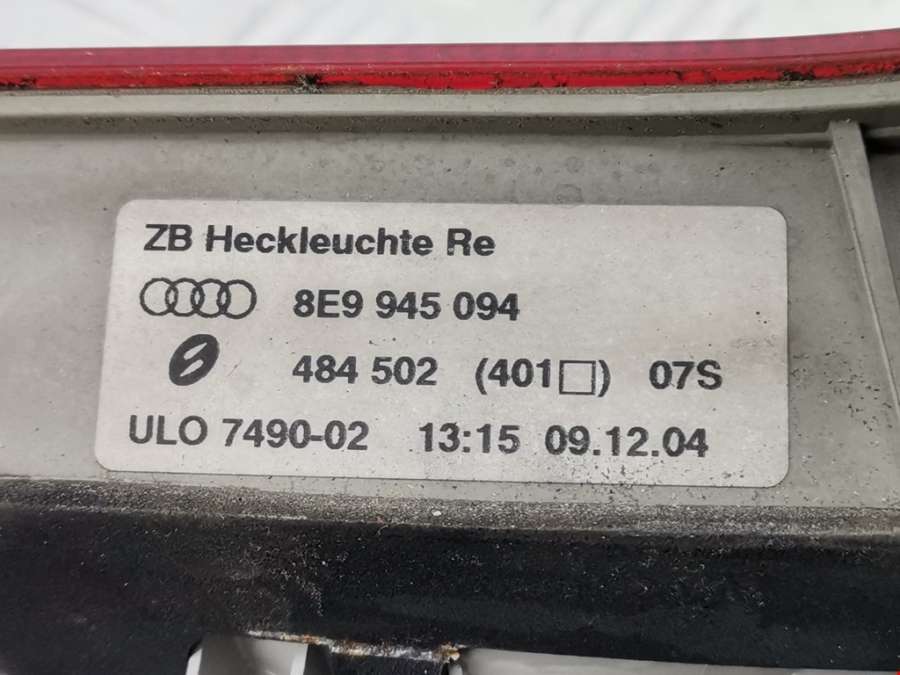 ZB Heckleuchte Re
8E9 945 094
484 502 (401□) 07S
ULO 7490-02 13:15 09.12.04